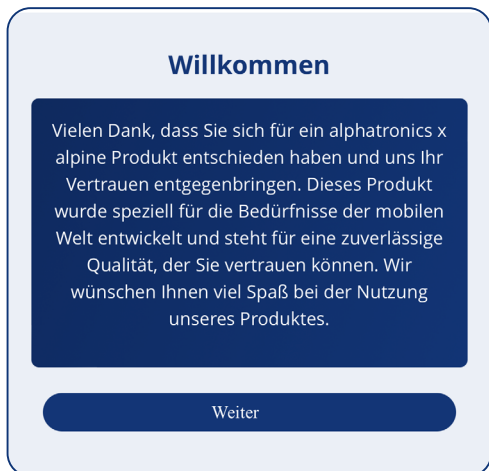 Willkommen
Vielen Dank, dass Sie sich für ein alphatronics x
alpine Produkt entschieden haben und uns Ihr
Vertrauen entgegenbringen. Dieses Produkt
wurde speziell für die Bedürfnisse der mobilen
Welt entwickelt und steht für eine zuverlässige
Qualität, der Sie vertrauen können. Wir
wünschen Ihnen viel Spaß bei der Nutzung
unseres Produktes.
Weiter